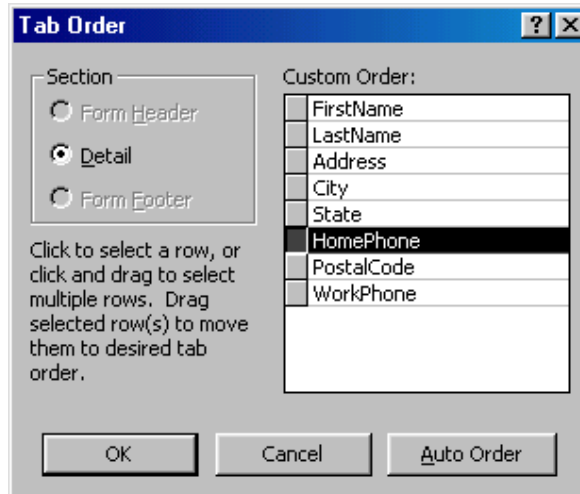 Tab Order
Section
Form Header
Detail
Form Footer
Click to select a row, or
click and drag to select
multiple rows. Drag
selected row(s) to move
them to desired tab
order.
Custom Order:
FirstName
LastName
Address
City
State
HomePhone
PostalCode
WorkPhone
OK
Cancel
Auto Order